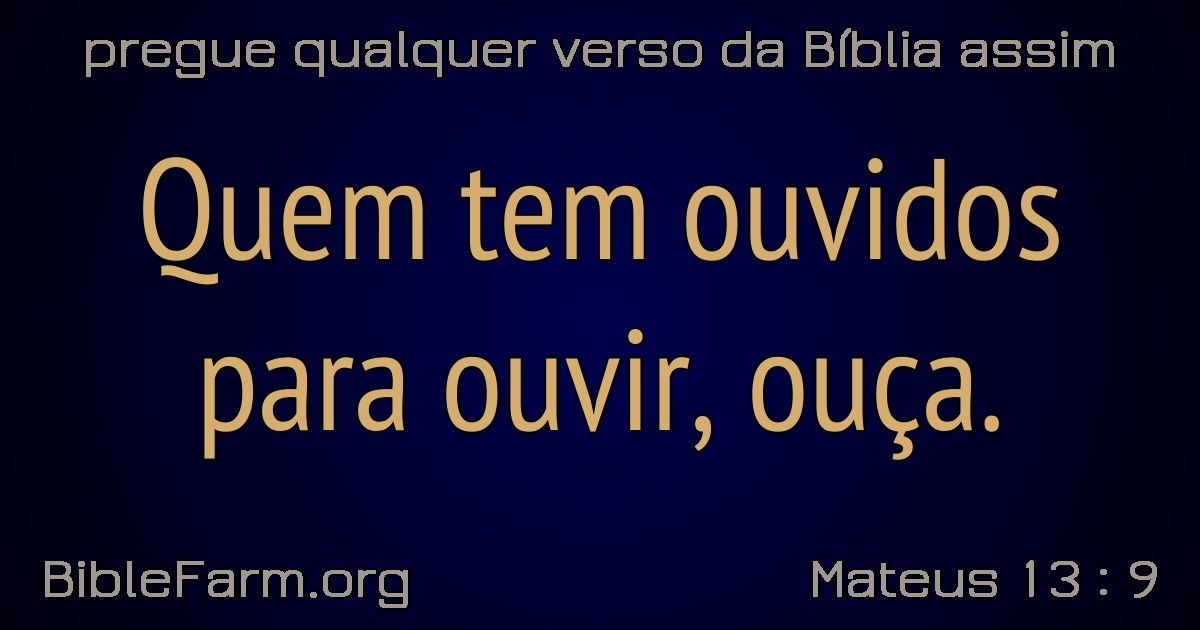 pregue qualquer verso da Bíblia assim
Quem tem ouvidos
para ouvir, ouça.
BibleFarm.org
Mateus 13 : 9